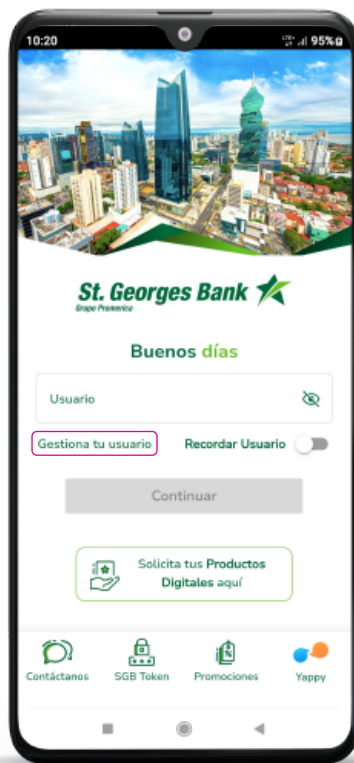 10:20
LTE+ 95%
St. Georges Bank
Grupo Promerica
Buenos días
Usuario
Gestiona tu usuario Recordar Usuario
Continuar
Solicita tus Productos
Digitales aquí
Contáctanos SGB Token Promociones Yappy